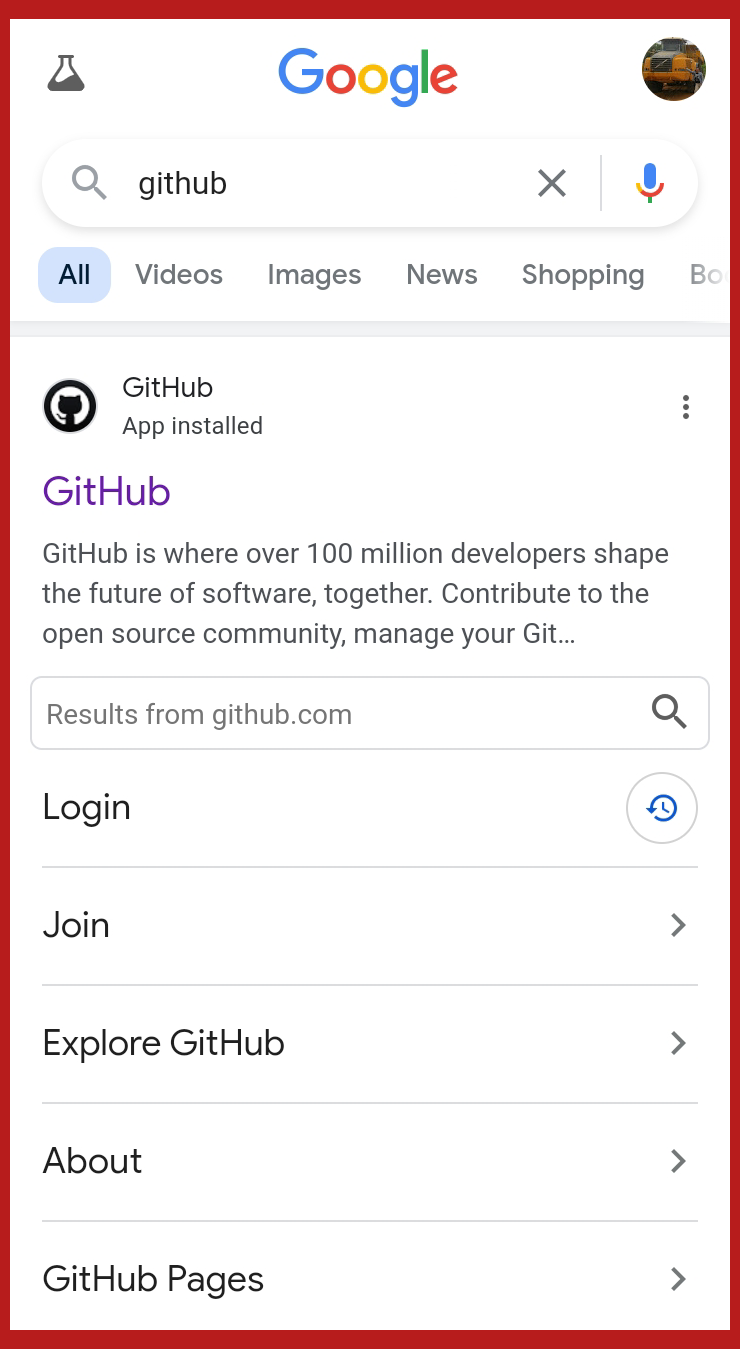 Google
github
All Videos Images News Shopping Bo
GitHub
App installed
GitHub
GitHub is where over 100 million developers shape
the future of software, together. Contribute to the
open source community, manage your Git…
Results from github.com
Login
Join
Explore GitHub
About
GitHub Pages